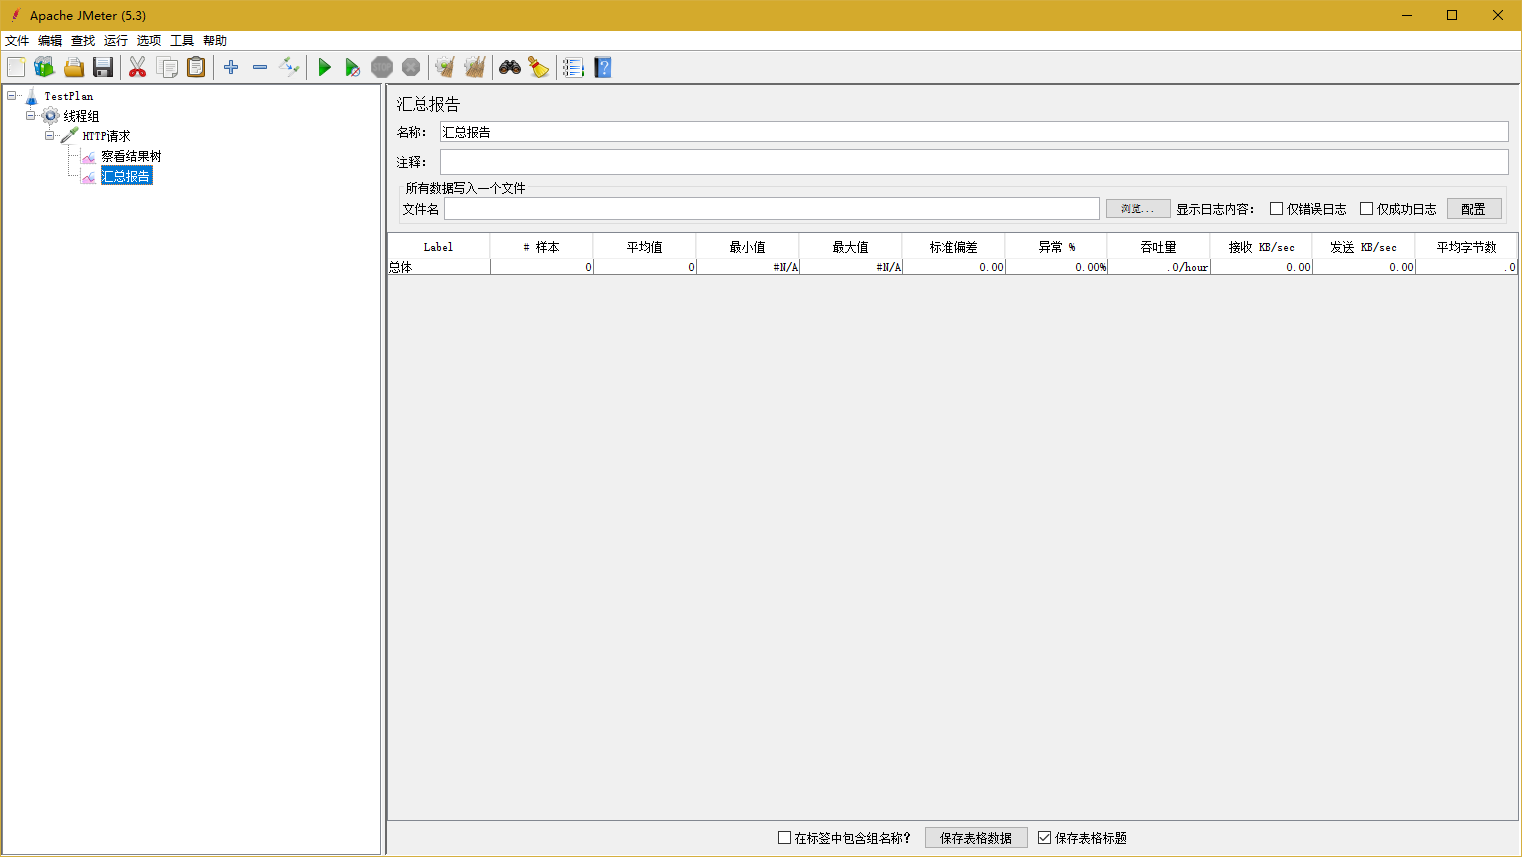 Apache JMeter (5.3)
文件 编辑 查找 运行 选项 工具 帮助
STOP
TestPlan
线程组
HTTP请求
察看结果树
汇总报告
汇总报告
名称： 汇总报告
注释：
所有数据写入一个文件
文件名 浏览... 显示日志内容： 仅错误日志 仅成功日志 配置
Label # 样本 平均值 最小值 最大值 标准偏差 异常 % 吞吐量 接收 KB/sec 发送 KB/sec 平均字节数
总体 0 0 #N/A #N/A 0.00 0.00% .0/hour 0.00 0.00 .0
在标签中包含组名称？ 保存表格数据 保存表格标题